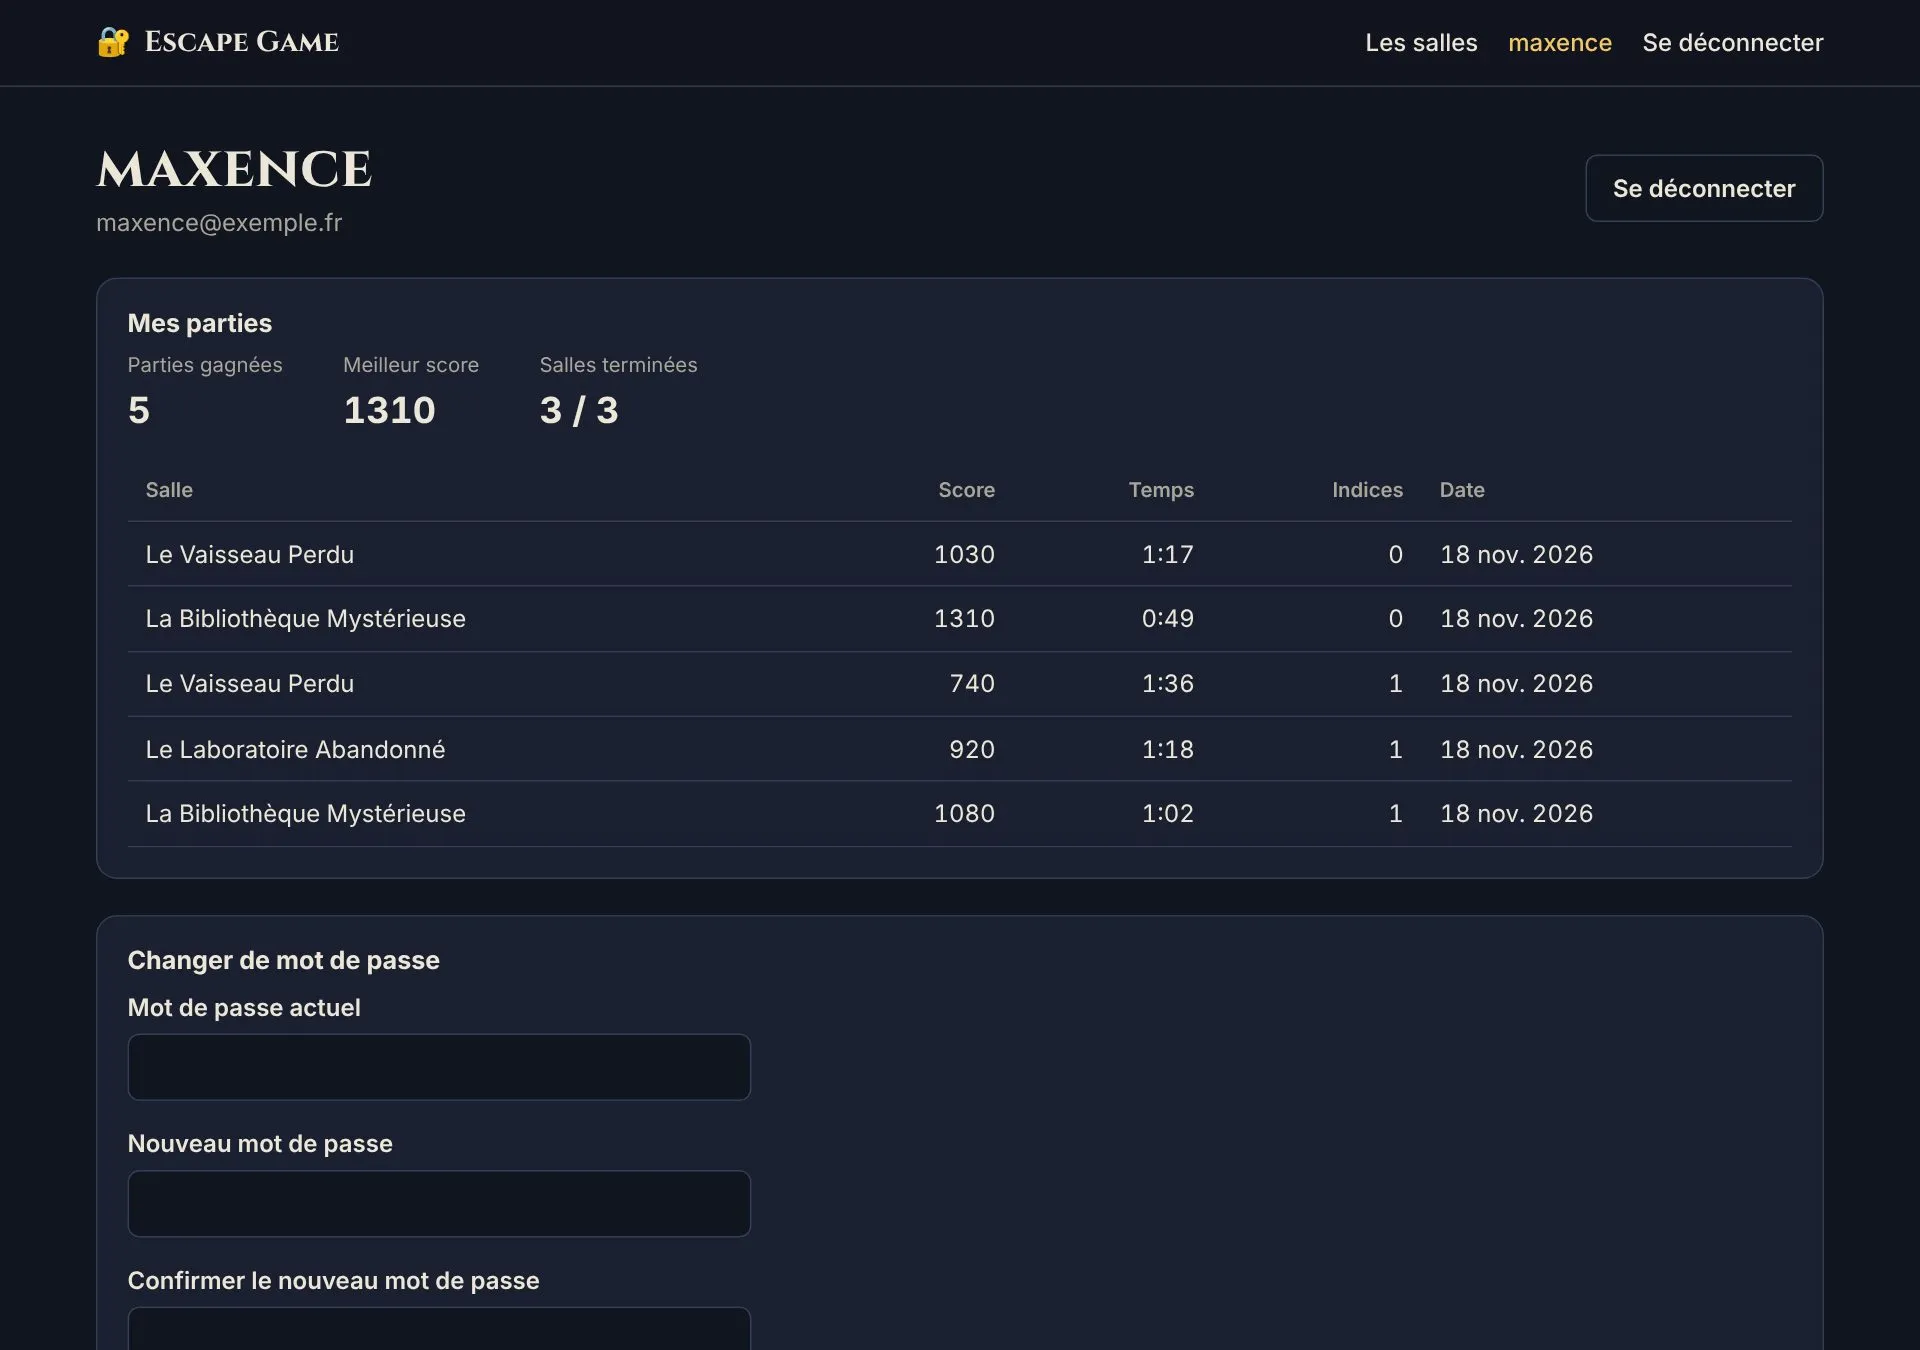 🔐 Escape Game Les salles maxence Se déconnecter
MAXENCE
maxence@exemple.fr
Se déconnecter
Mes parties
Parties gagnées Meilleur score Salles terminées
5 1310 3 / 3
Salle Score Temps Indices Date
Le Vaisseau Perdu 1030 1:17 0 18 nov. 2026
La Bibliothèque Mystérieuse 1310 0:49 0 18 nov. 2026
Le Vaisseau Perdu 740 1:36 1 18 nov. 2026
Le Laboratoire Abandonné 920 1:18 1 18 nov. 2026
La Bibliothèque Mystérieuse 1080 1:02 1 18 nov. 2026
Changer de mot de passe
Mot de passe actuel
Nouveau mot de passe
Confirmer le nouveau mot de passe